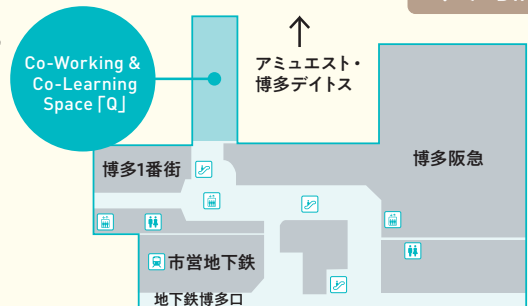 Co-Working &
Co-Learning
Space「Q」
アミュエスト・
博多デイトス
博多1番街
博多阪急
市営地下鉄
地下鉄博多口